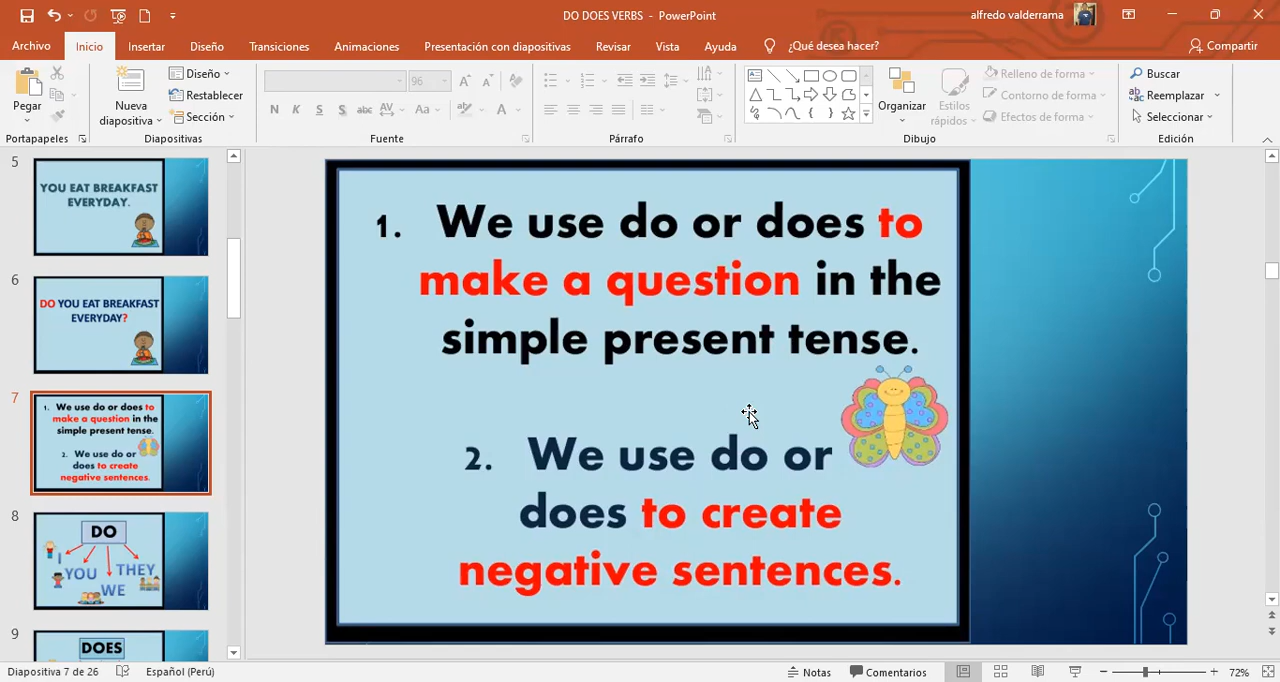 DO DOES VERBS - PowerPoint
alfredo valderrama
Archivo Inicio Insertar Diseño Transiciones Animaciones Presentación con diapositivas Revisar Vista Ayuda ¿Qué desea hacer? Compartir
Pegar
Portapapeles
Nueva
diapositiva
Diseño
Restablecer
Sección
Diapositivas
96
N K S S abc AV Aa A
Fuente
Párrafo
Organizar
Estilos
rápidos
Relleno de forma
Contorno de forma
Efectos de forma
Dibujo
Buscar
Reemplazar
Seleccionar
Edición
5
YOU EAT BREAKFAST
EVERYDAY.
6
DO YOU EAT BREAKFAST
EVERYDAY?
7
1. We use do or does to
make a question in the
simple present tense.
2. We use do or
does to create
negative sentences.
8
DO
I
YOU
WE
THEY
9
DOES
1. We use do or does to
make a question in the
simple present tense.
2. We use do or
does to create
negative sentences.
Diapositiva 7 de 26 Español (Perú) Notas Comentarios 72%